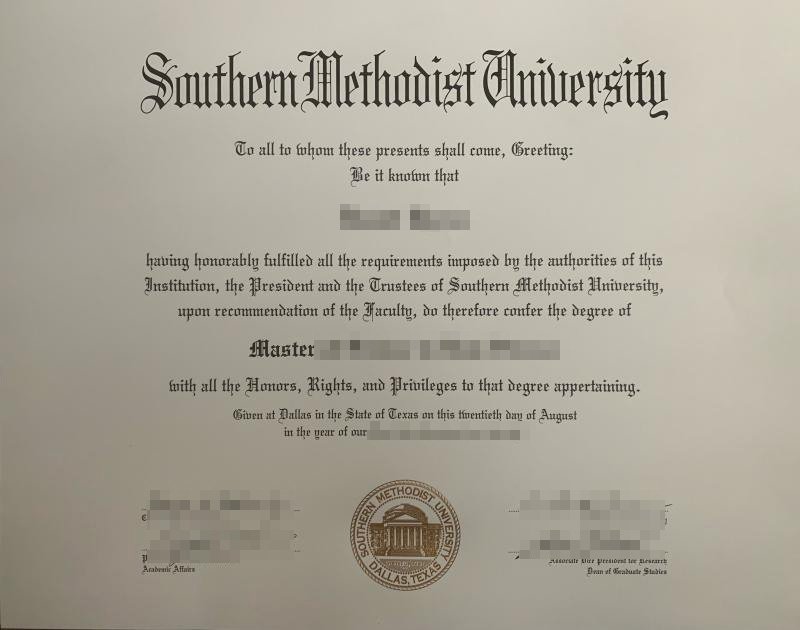 Southern Methodist University
To all to whom these presents shall come, Greeting:
Be it known that
having honorably fulfilled all the requirements imposed by the authorities of this
Institution, the President and the Trustees of Southern Methodist University,
upon recommendation of the Faculty, do therefore confer the degree of
Master
with all the Honors, Rights, and Privileges to that degree appertaining.
Given at Dallas in the State of Texas on this twentieth day of August
in the year of our
SOUTHERN METHODIST UNIVERSITY
DALLAS, TEXAS
Academic Affairs
Associate Vice President for Research
Dean of Graduate Studies